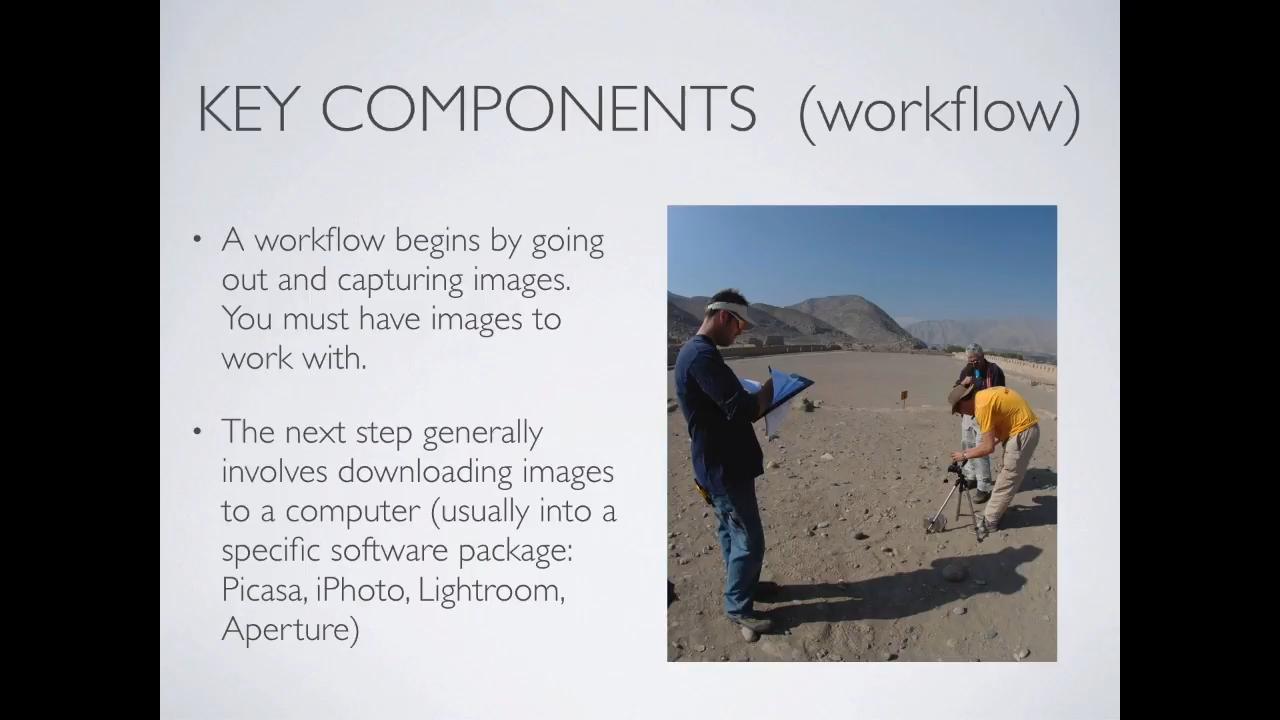 KEY COMPONENTS (workflow)
• A workflow begins by going
out and capturing images.
You must have images to
work with.
• The next step generally
involves downloading images
to a computer (usually into a
specific software package:
Picasa, iPhoto, Lightroom,
Aperture)